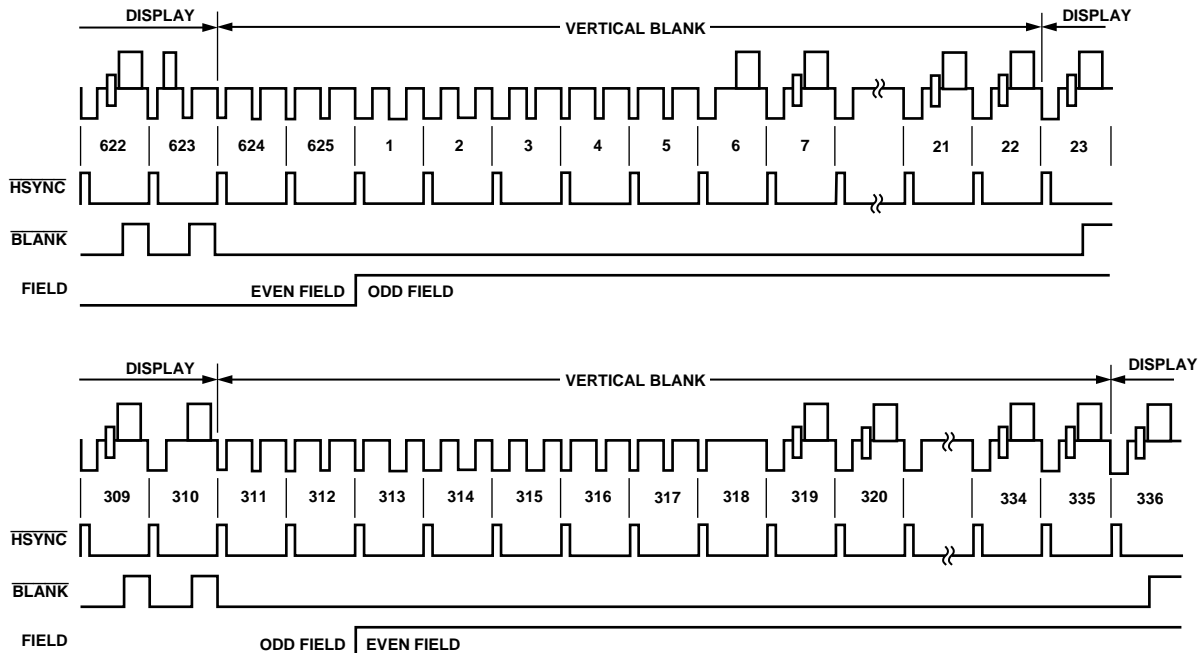 DISPLAY VERTICAL BLANK DISPLAY
622 623 624 625 1 2 3 4 5 6 7 21 22 23
HSYNC
BLANK
FIELD EVEN FIELD ODD FIELD
DISPLAY VERTICAL BLANK DISPLAY
309 310 311 312 313 314 315 316 317 318 319 320 334 335 336
HSYNC
BLANK
FIELD ODD FIELD EVEN FIELD